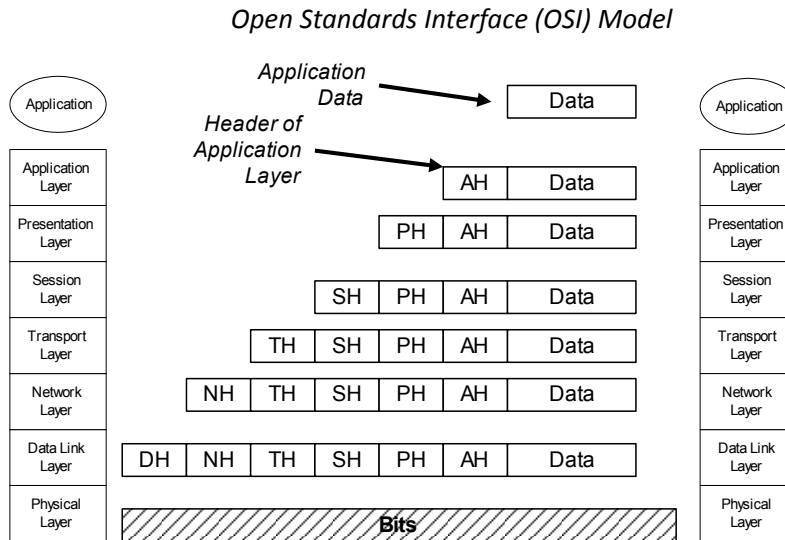 Open Standards Interface (OSI) Model
Application
Data
Data
Application
Application
Header of
Application
Layer
Application
Layer
AH Data
Application
Layer
Presentation
Layer
PH AH Data
Presentation
Layer
Session
Layer
SH PH AH Data
Session
Layer
Transport
Layer
TH SH PH AH Data
Transport
Layer
Network
Layer
NH TH SH PH AH Data
Network
Layer
Data Link
Layer
DH NH TH SH PH AH Data
Data Link
Layer
Physical
Layer
Bits
Physical
Layer